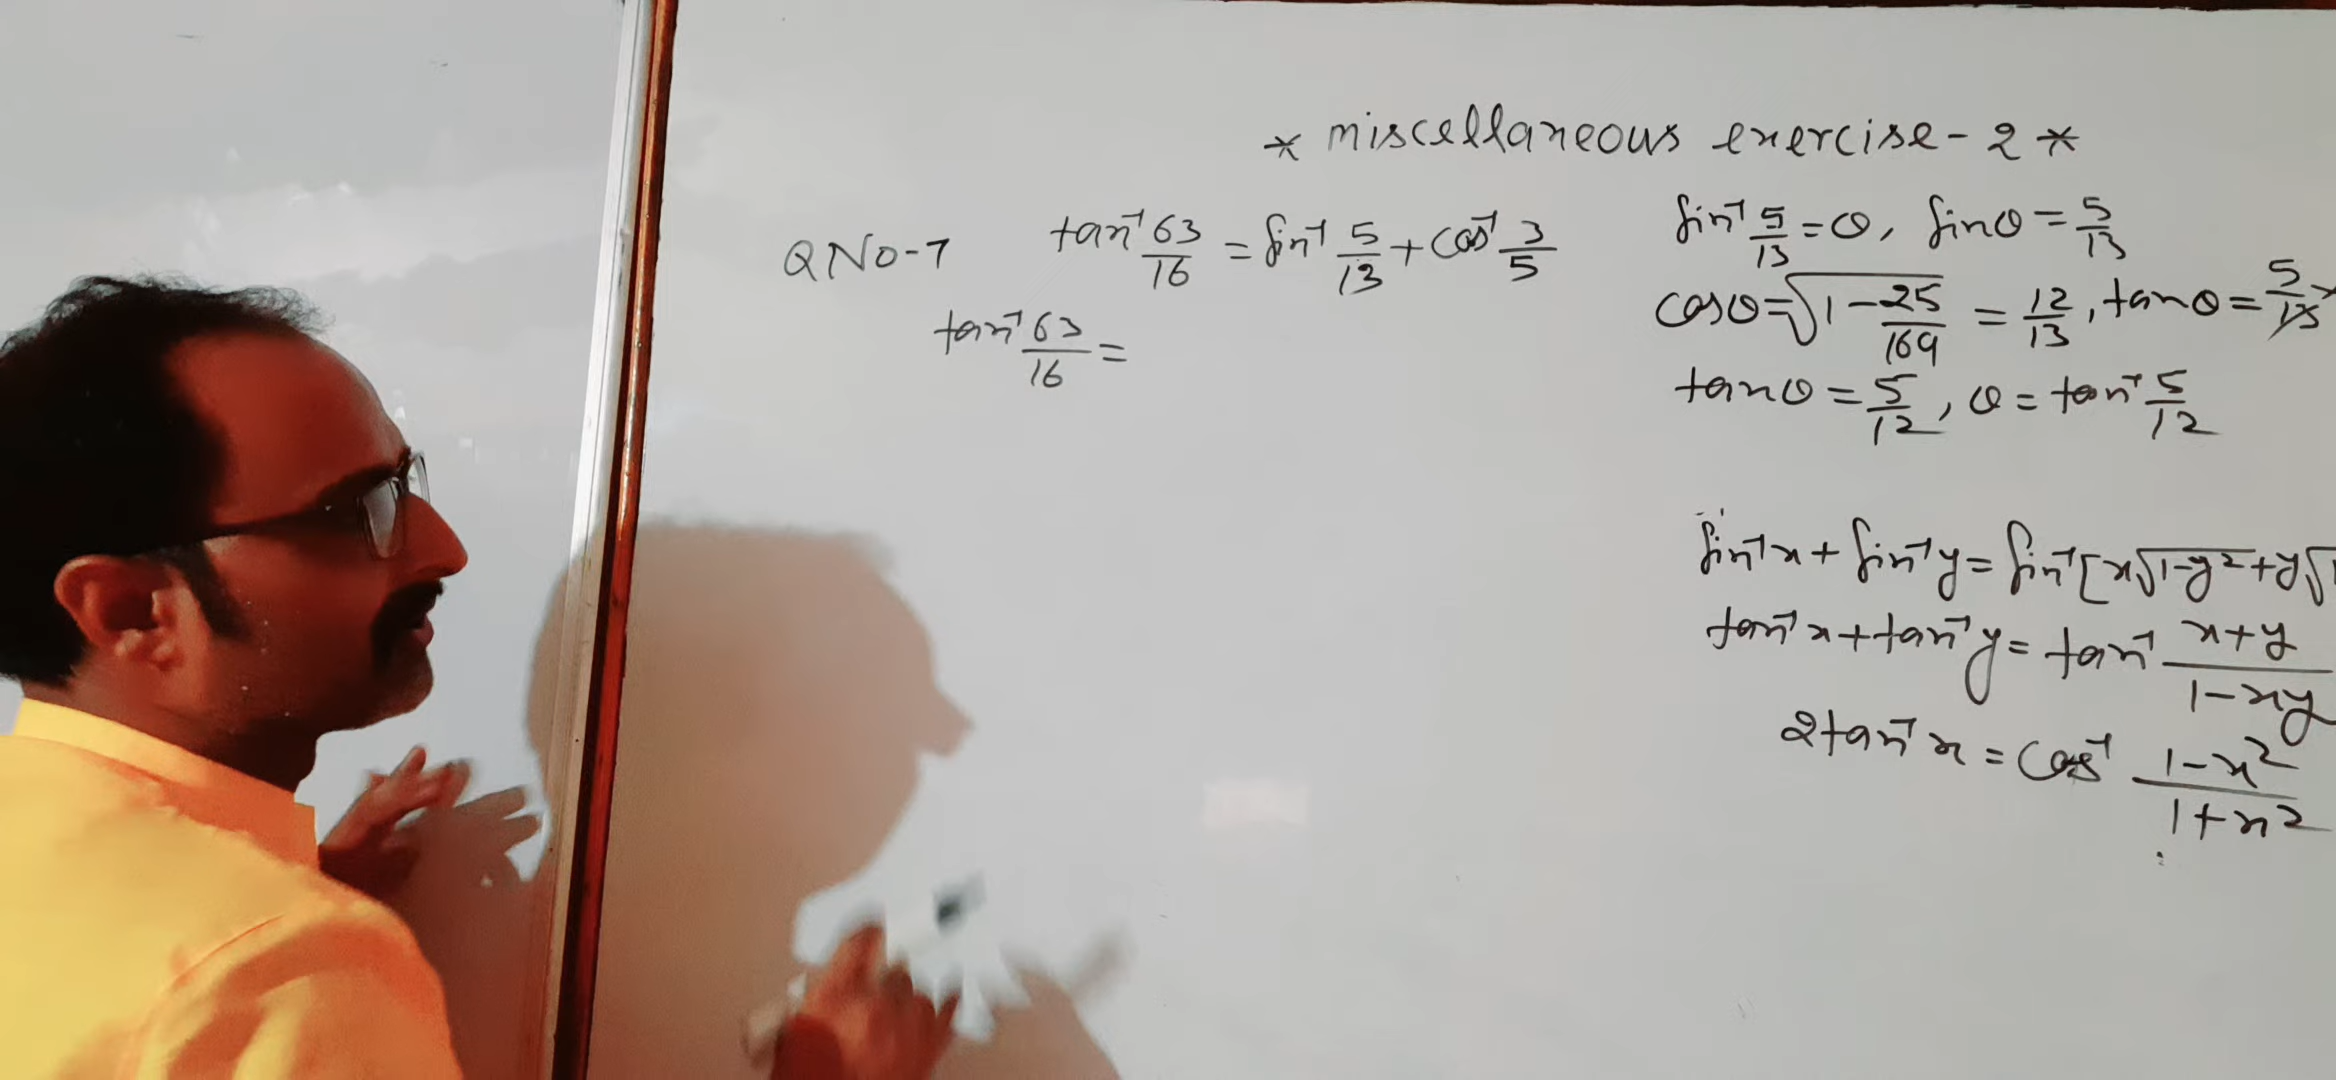 * miscellaneous exercise - 2 *
Q No-7 tan⁻¹ 63/16 = sin⁻¹ 5/13 + cos⁻¹ 3/5
tan⁻¹ 63/16 =
sin⁻¹ 5/13 = θ, sinθ = 5/13
cosθ = √(1 - 25/169) = 12/13, tanθ = 5/13 ×
tanθ = 5/12, θ = tan⁻¹ 5/12
sin⁻¹x + sin⁻¹y = sin⁻¹[x√(1-y²) + y√1
tan⁻¹x + tan⁻¹y = tan⁻¹ (x+y)/(1-xy)
2tan⁻¹x = cos⁻¹ (1-x²)/(1+x²)